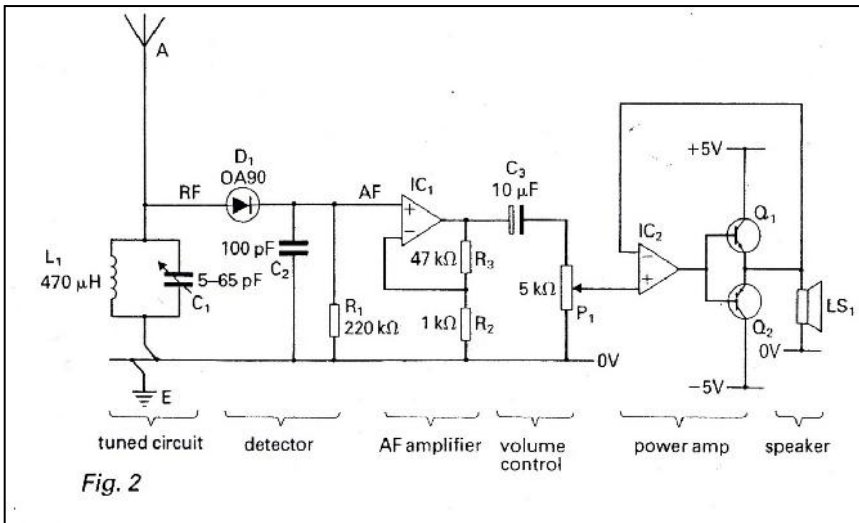 A
D₁
OA90
RF
AF
IC₁
+
−
C₃
10 µF
+5V
Q₁
IC₂
−
+
L₁
470 µH
5–65 pF
C₁
100 pF
C₂
47 kΩ
R₃
5 kΩ
P₁
LS₁
R₁
220 kΩ
1 kΩ
R₂
Q₂
0V
0V
−5V
E
tuned circuit
detector
AF amplifier
volume
control
power amp
speaker
Fig. 2